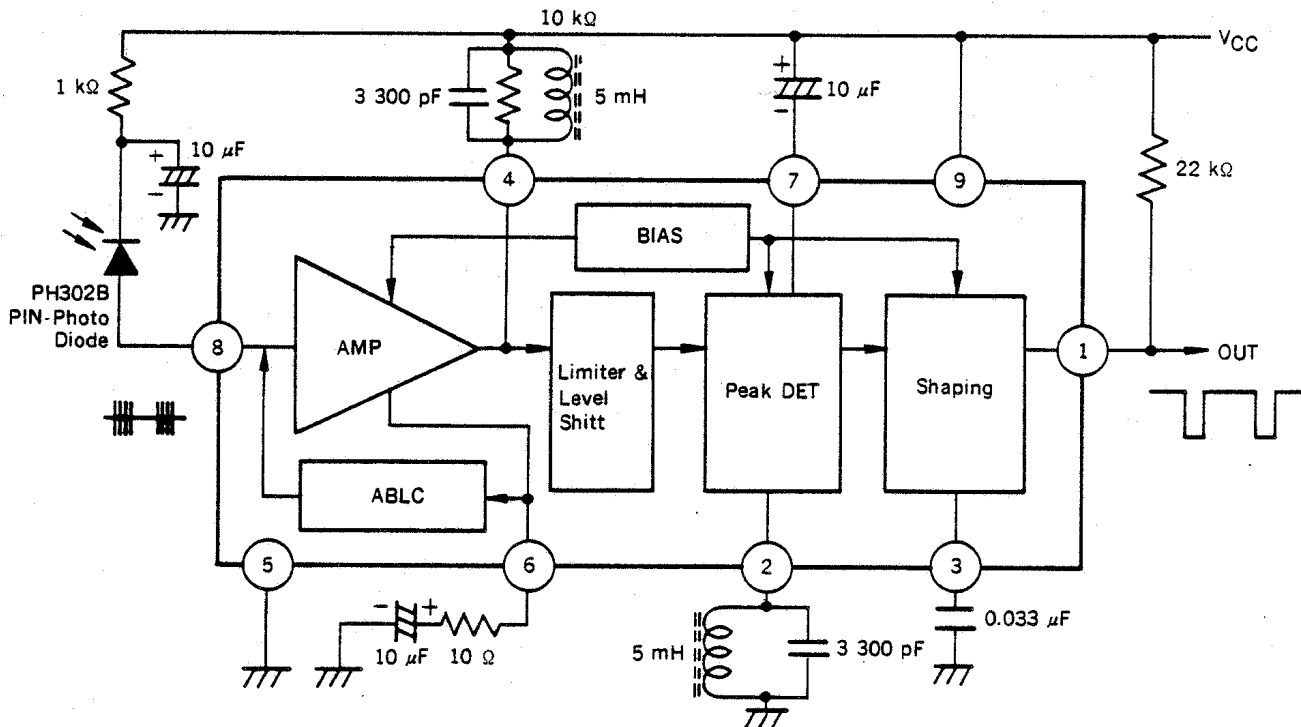 10 kΩ
VCC
1 kΩ
3 300 pF
5 mH
+
10 μF
-
+
10 μF
-
22 kΩ
4
7
9
BIAS
PH302B
PIN-Photo
Diode
8
AMP
Limiter &
Level
Shitt
Peak DET
Shaping
1
OUT
ABLC
5
6
2
3
- +
10 μF
10 Ω
5 mH
3 300 pF
0.033 μF